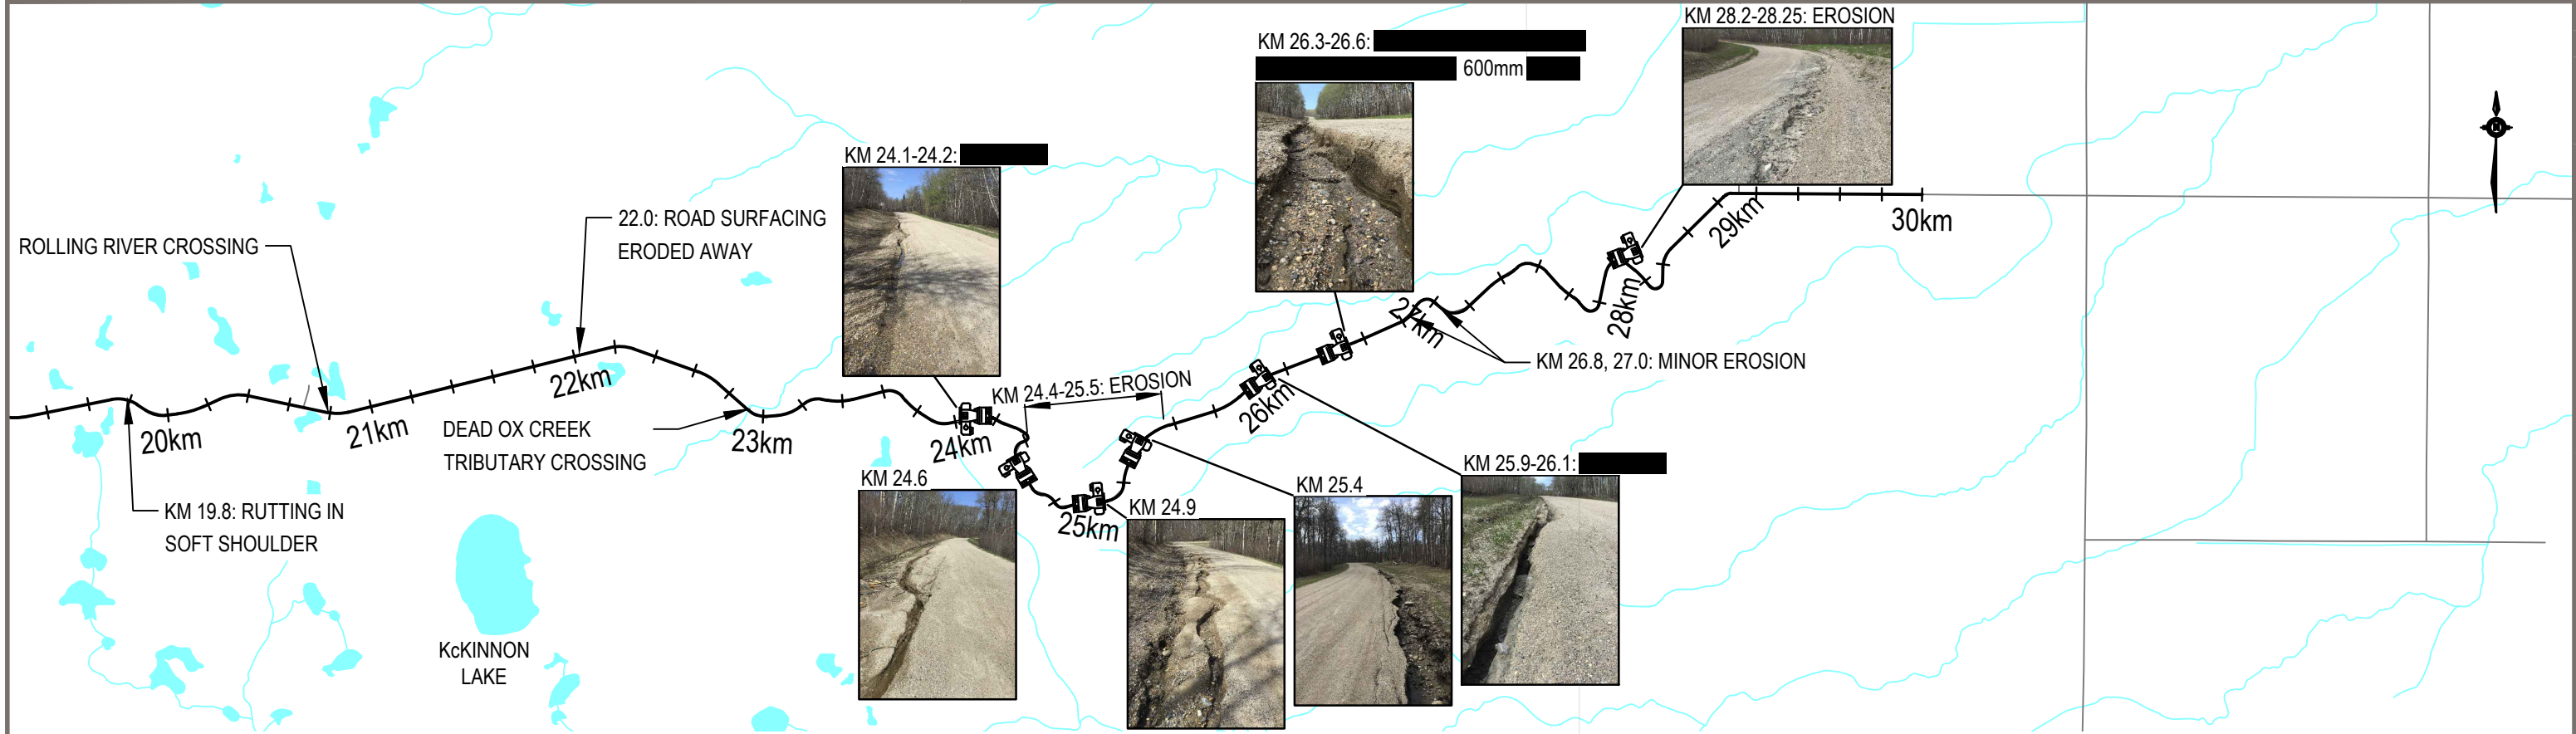 KM 28.2-28.25: EROSION
KM 26.3-26.6:
600mm
KM 24.1-24.2:
22.0: ROAD SURFACING
ERODED AWAY
ROLLING RIVER CROSSING
29km
30km
28km
27km
KM 26.8, 27.0: MINOR EROSION
22km
KM 24.4-25.5: EROSION
26km
20km
21km
DEAD OX CREEK
TRIBUTARY CROSSING
23km
24km
KM 25.9-26.1:
KM 19.8: RUTTING IN
SOFT SHOULDER
KM 24.6
25km
KM 24.9
KM 25.4
KcKINNON
LAKE